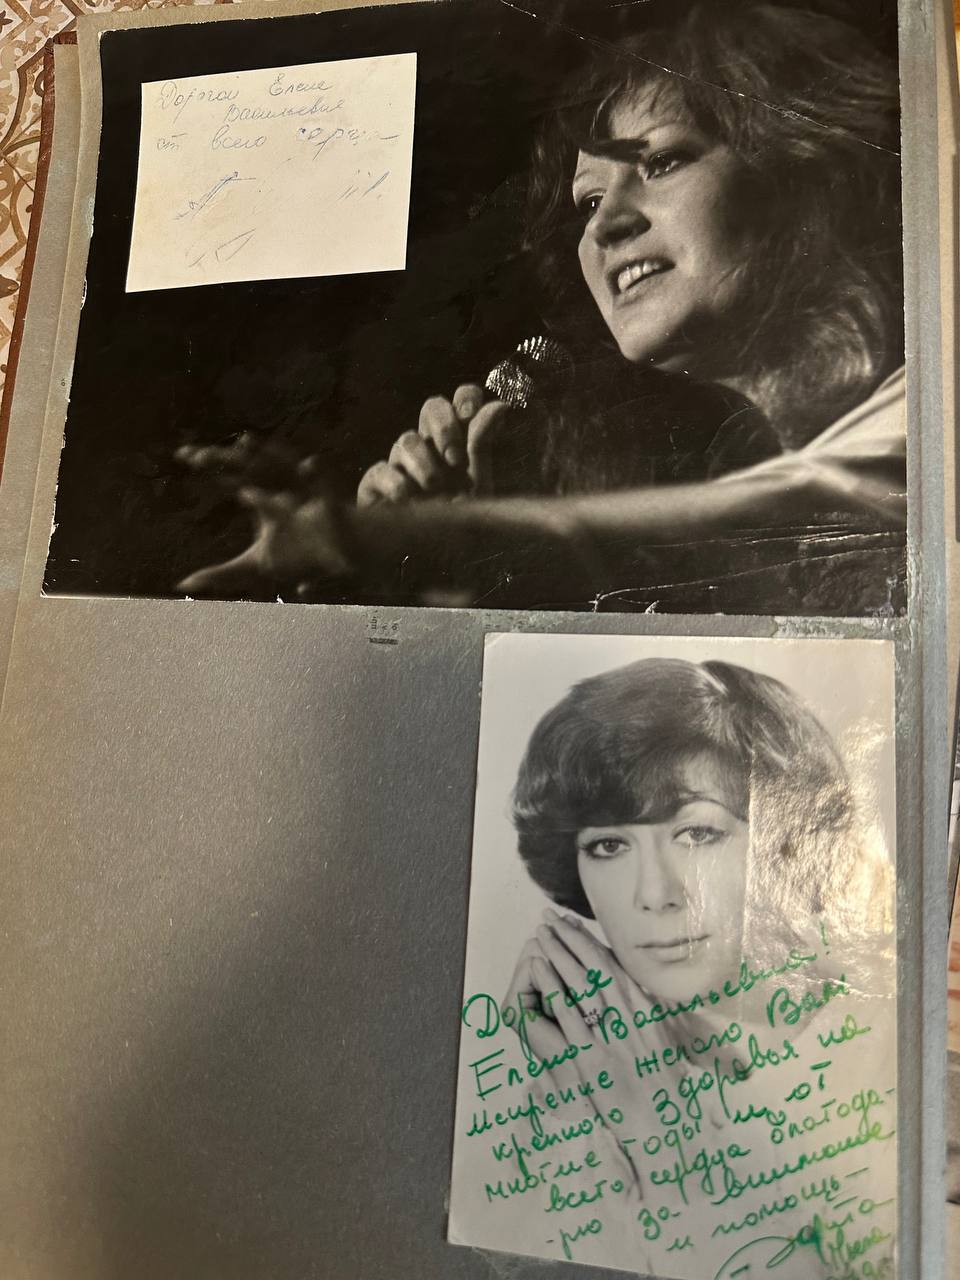 Дорогой Елене
Васильевне
от всего сердца
Дорогая
Елена-Васильевна!
Искренне желаю Вам
крепкого здоровья на
многие годы и от
всего сердца благода-
-рю за внимание
и помощь-